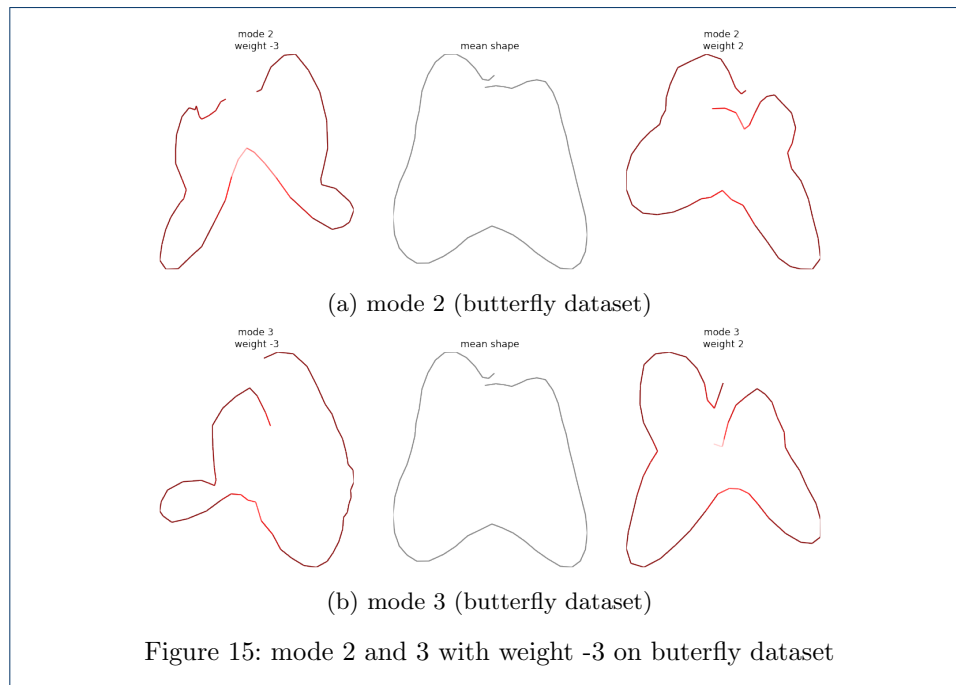 mode 2
weight -3
mean shape
mode 2
weight 2
(a) mode 2 (butterfly dataset)
mode 3
weight -3
mean shape
mode 3
weight 2
(b) mode 3 (butterfly dataset)
Figure 15: mode 2 and 3 with weight -3 on buterfly dataset